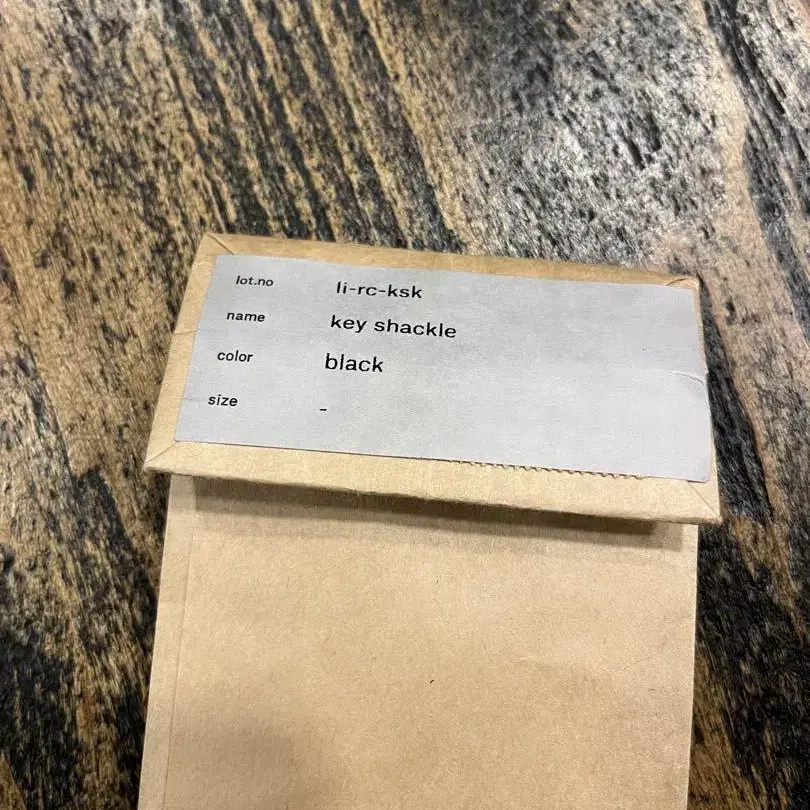 lot.no li-rc-ksk
name key shackle
color black
size -